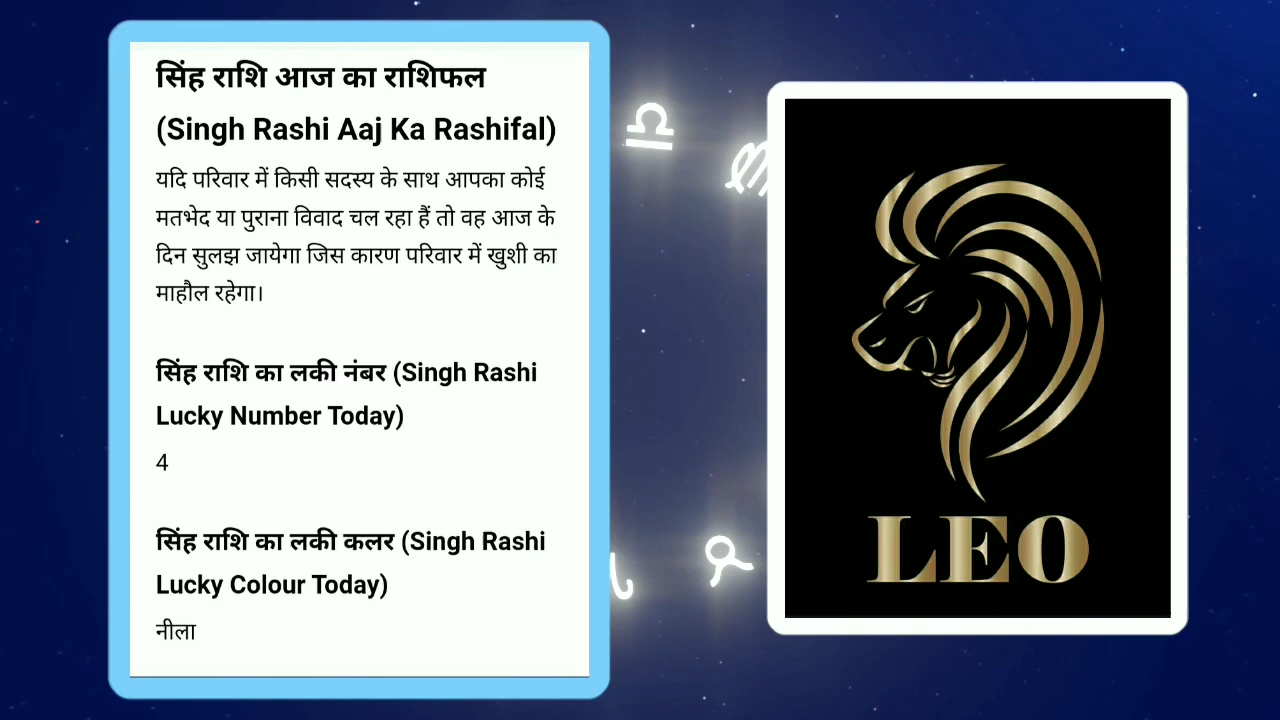 सिंह राशि आज का राशिफल
(Singh Rashi Aaj Ka Rashifal)
यदि परिवार में किसी सदस्य के साथ आपका कोई
मतभेद या पुराना विवाद चल रहा हैं तो वह आज के
दिन सुलझ जायेगा जिस कारण परिवार में खुशी का
माहौल रहेगा।
सिंह राशि का लकी नंबर (Singh Rashi
Lucky Number Today)
4
सिंह राशि का लकी कलर (Singh Rashi
Lucky Colour Today)
नीला
LEO